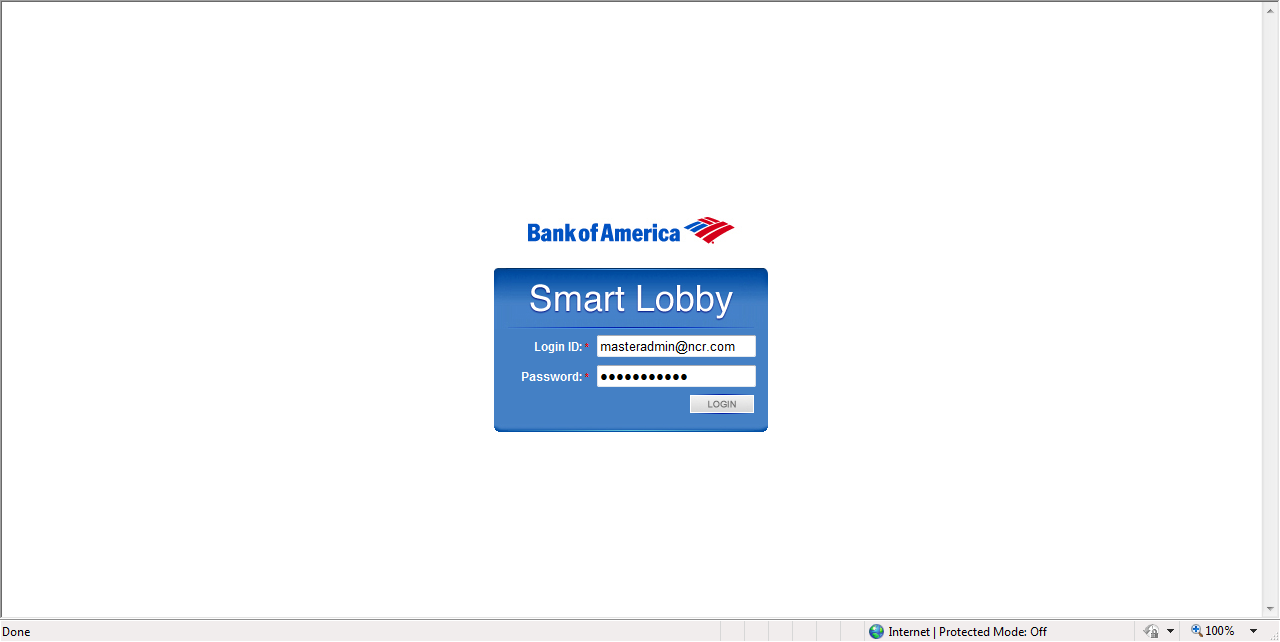 Bank of America
Smart Lobby
Login ID: * masteradmin@ncr.com
Password: * ●●●●●●●●●●●
LOGIN
Done Internet | Protected Mode: Off 100%